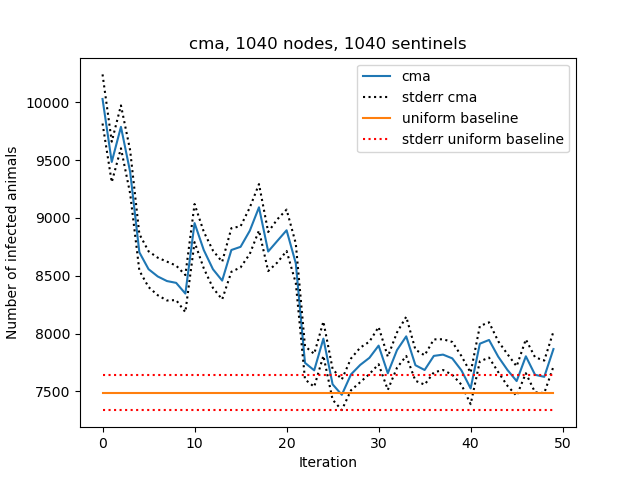 cma, 1040 nodes, 1040 sentinels
cma
stderr cma
uniform baseline
stderr uniform baseline
Number of infected animals
10000
9500
9000
8500
8000
7500
0
10
20
30
40
50
Iteration